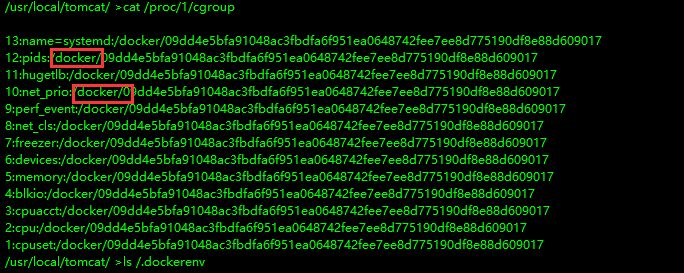 /usr/local/tomcat/ >cat /proc/1/cgroup
13:name=systemd:/docker/09dd4e5bfa91048ac3fbdfa6f951ea0648742fee7ee8d775190df8e88d609017
12:pids:/docker/09dd4e5bfa91048ac3fbdfa6f951ea0648742fee7ee8d775190df8e88d609017
11:hugetlb:/docker/09dd4e5bfa91048ac3fbdfa6f951ea0648742fee7ee8d775190df8e88d609017
10:net_prio:/docker/09dd4e5bfa91048ac3fbdfa6f951ea0648742fee7ee8d775190df8e88d609017
9:perf_event:/docker/09dd4e5bfa91048ac3fbdfa6f951ea0648742fee7ee8d775190df8e88d609017
8:net_cls:/docker/09dd4e5bfa91048ac3fbdfa6f951ea0648742fee7ee8d775190df8e88d609017
7:freezer:/docker/09dd4e5bfa91048ac3fbdfa6f951ea0648742fee7ee8d775190df8e88d609017
6:devices:/docker/09dd4e5bfa91048ac3fbdfa6f951ea0648742fee7ee8d775190df8e88d609017
5:memory:/docker/09dd4e5bfa91048ac3fbdfa6f951ea0648742fee7ee8d775190df8e88d609017
4:blkio:/docker/09dd4e5bfa91048ac3fbdfa6f951ea0648742fee7ee8d775190df8e88d609017
3:cpuacct:/docker/09dd4e5bfa91048ac3fbdfa6f951ea0648742fee7ee8d775190df8e88d609017
2:cpu:/docker/09dd4e5bfa91048ac3fbdfa6f951ea0648742fee7ee8d775190df8e88d609017
1:cpuset:/docker/09dd4e5bfa91048ac3fbdfa6f951ea0648742fee7ee8d775190df8e88d609017
/usr/local/tomcat/ >ls /.dockerenv